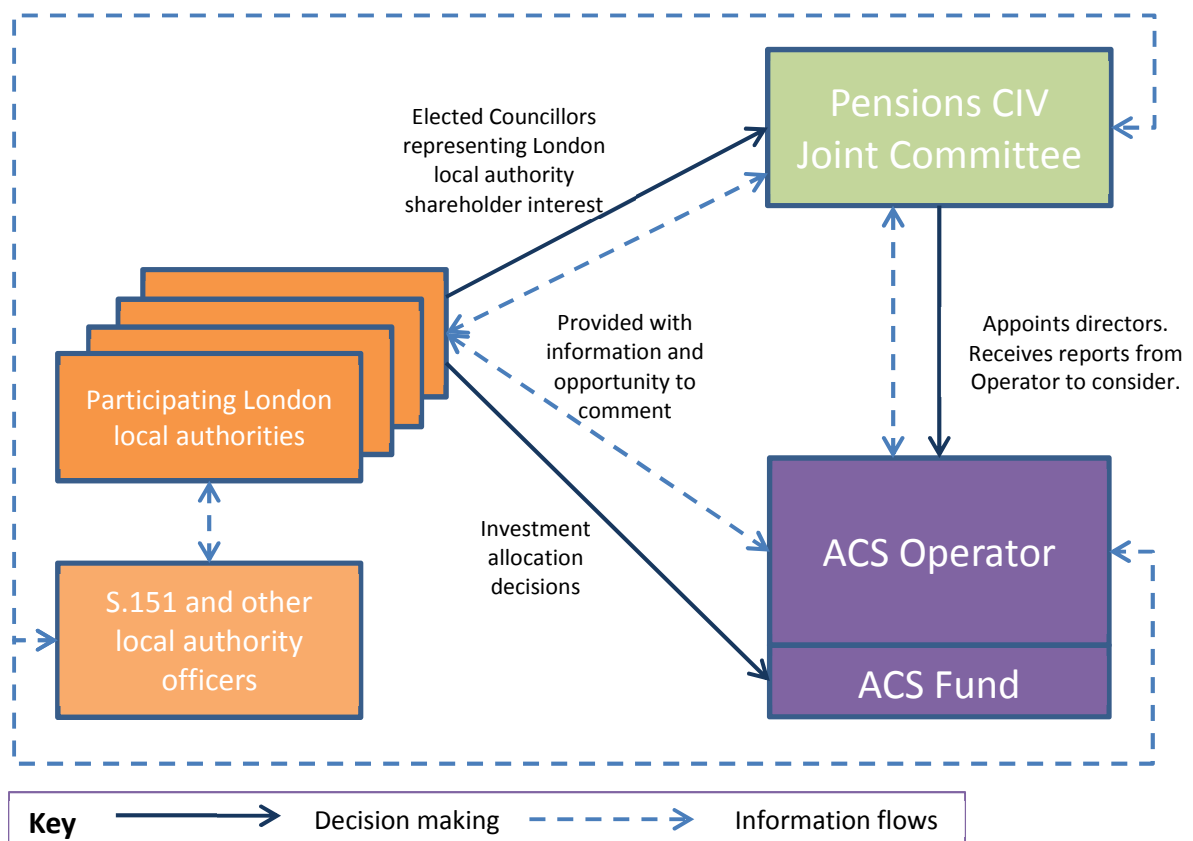 Pensions CIV
Joint Committee
Elected Councillors
representing London
local authority
shareholder interest
Provided with
information and
opportunity to
comment
Appoints directors.
Receives reports from
Operator to consider.
Participating London
local authorities
Investment
allocation
decisions
ACS Operator
S.151 and other
local authority
officers
ACS Fund
Key Decision making Information flows